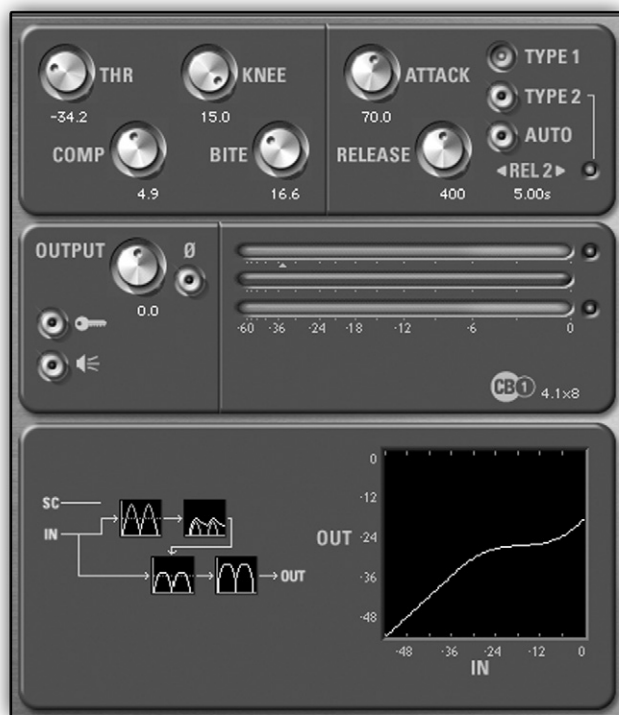 THR
-34.2
KNEE
15.0
COMP
4.9
BITE
16.6
ATTACK
70.0
RELEASE
400
TYPE 1
TYPE 2
AUTO
◄REL 2►
5.00s
OUTPUT
0.0
Ø
-60 -36 -24 -18 -12 -6 0
CB1 4.1x8
SC
IN
OUT
OUT
0
-12
-24
-36
-48
-48 -36 -24 -12 0
IN